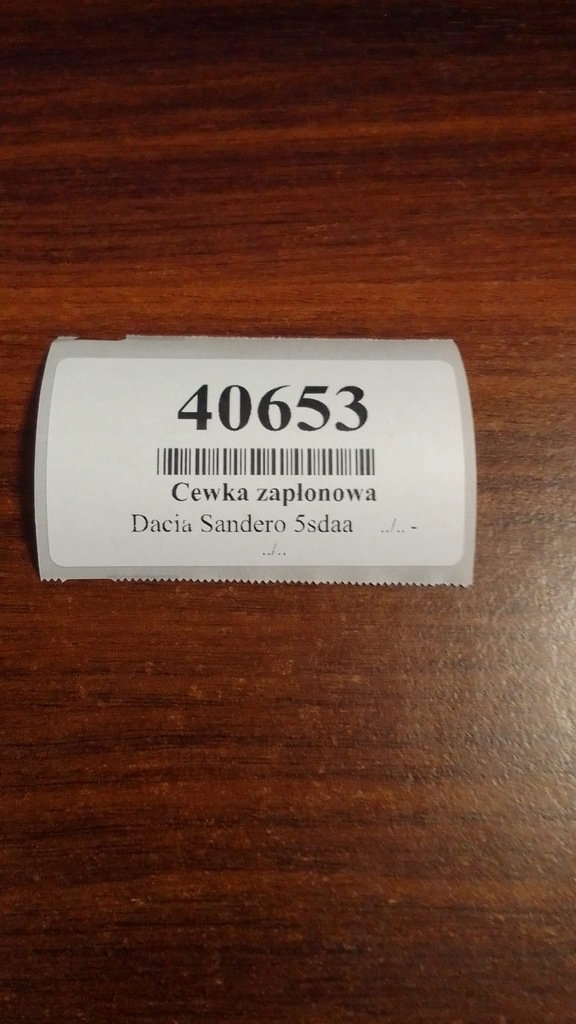 40653
Cewka zapłonowa
Dacia Sandero 5sdaa ../.. -
../..